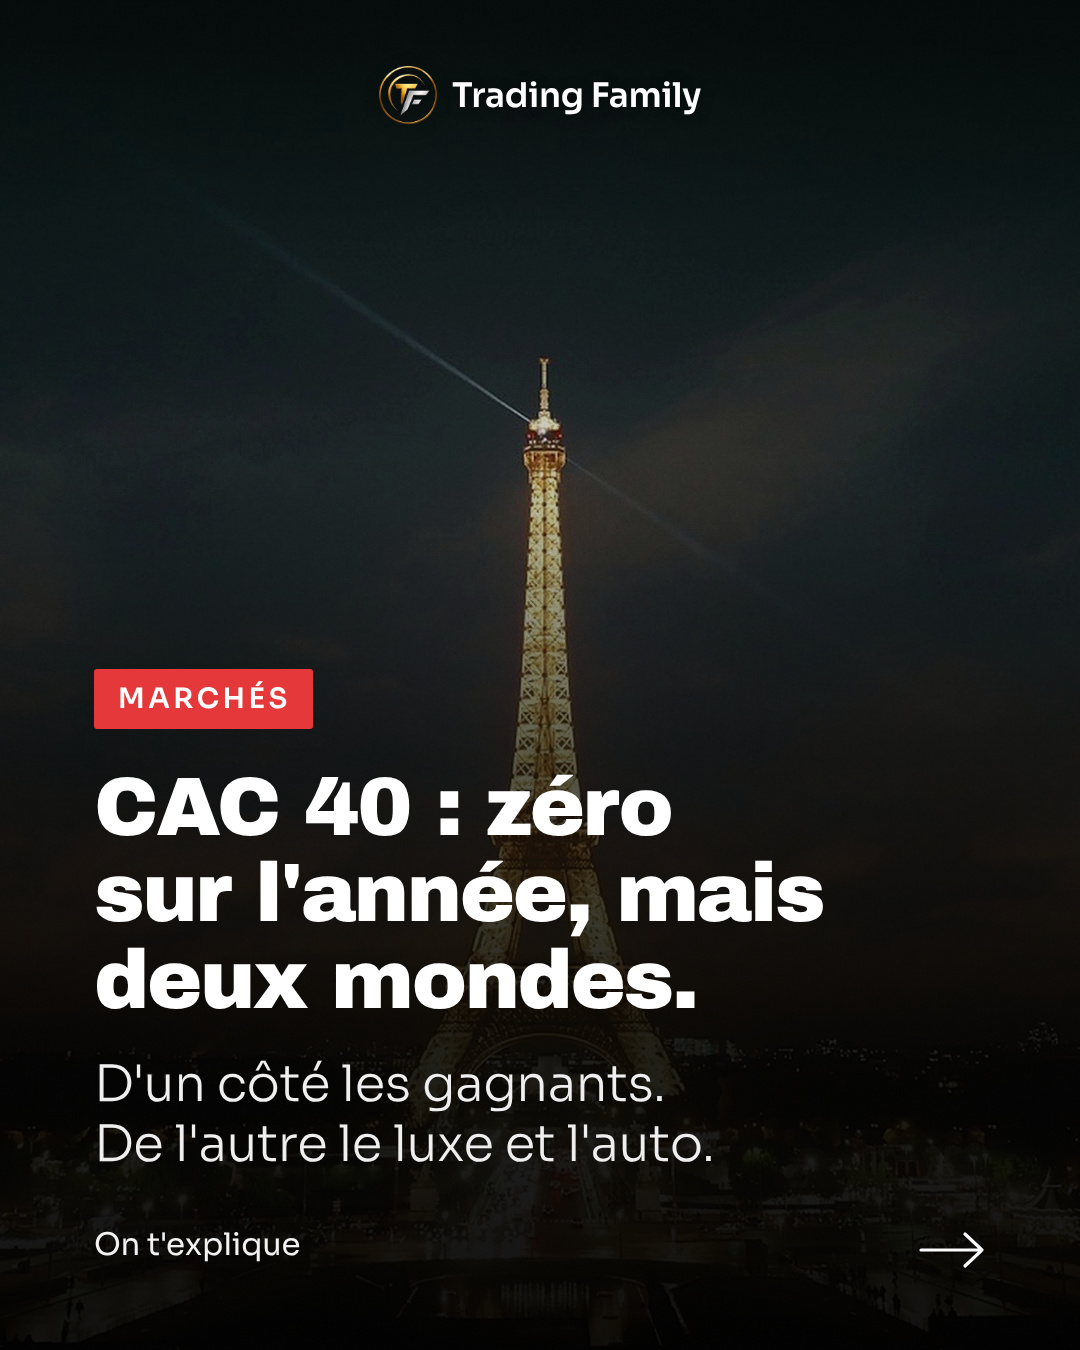 Trading Family
MARCHÉS
CAC 40 : zéro
sur l'année, mais
deux mondes.
D'un côté les gagnants.
De l'autre le luxe et l'auto.
On t'explique